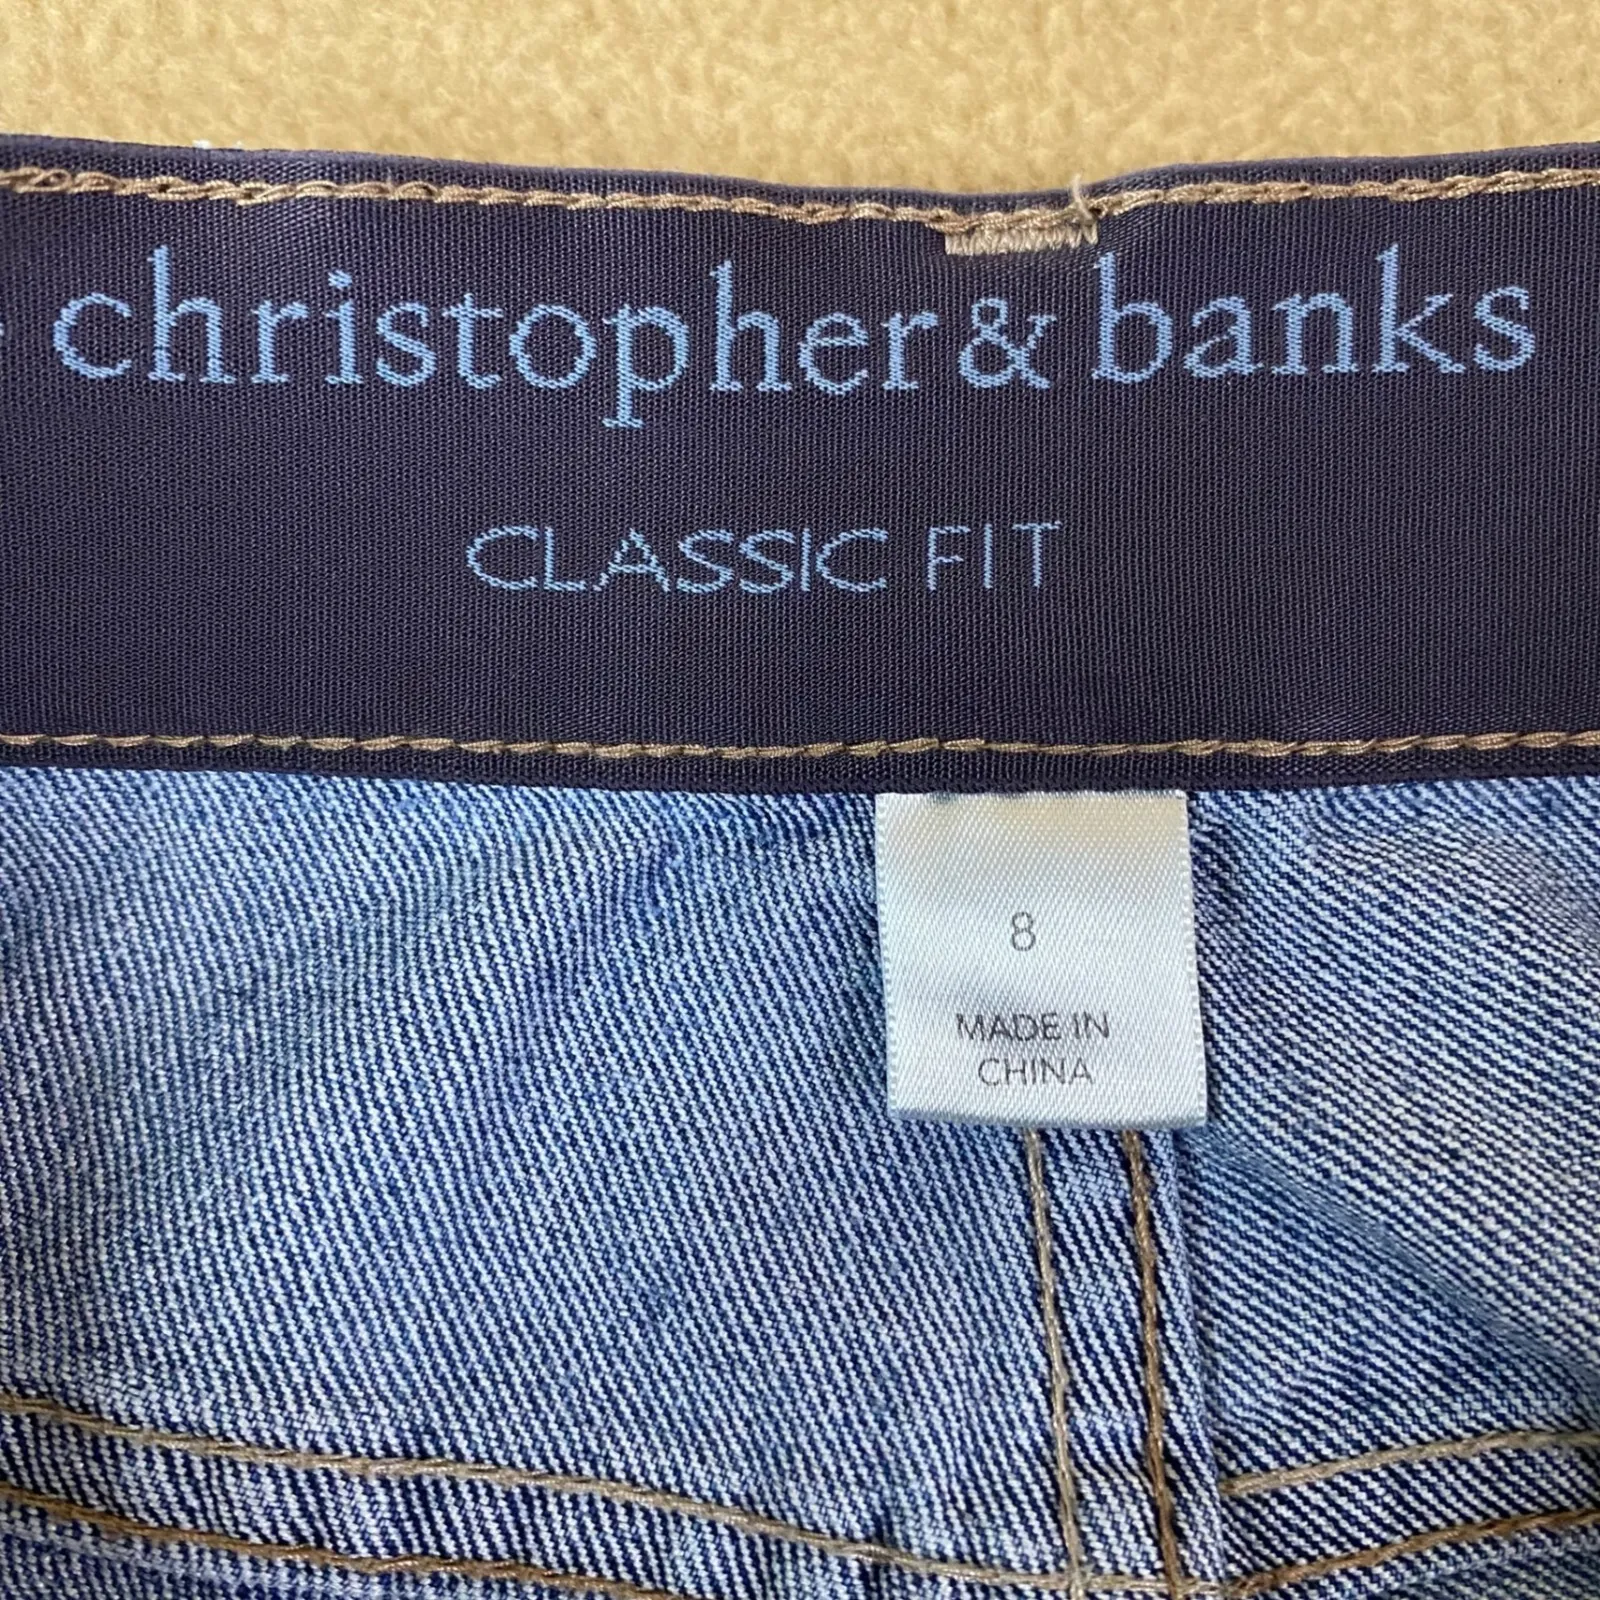 christopher & banks
CLASSIC FIT
8
MADE IN
CHINA